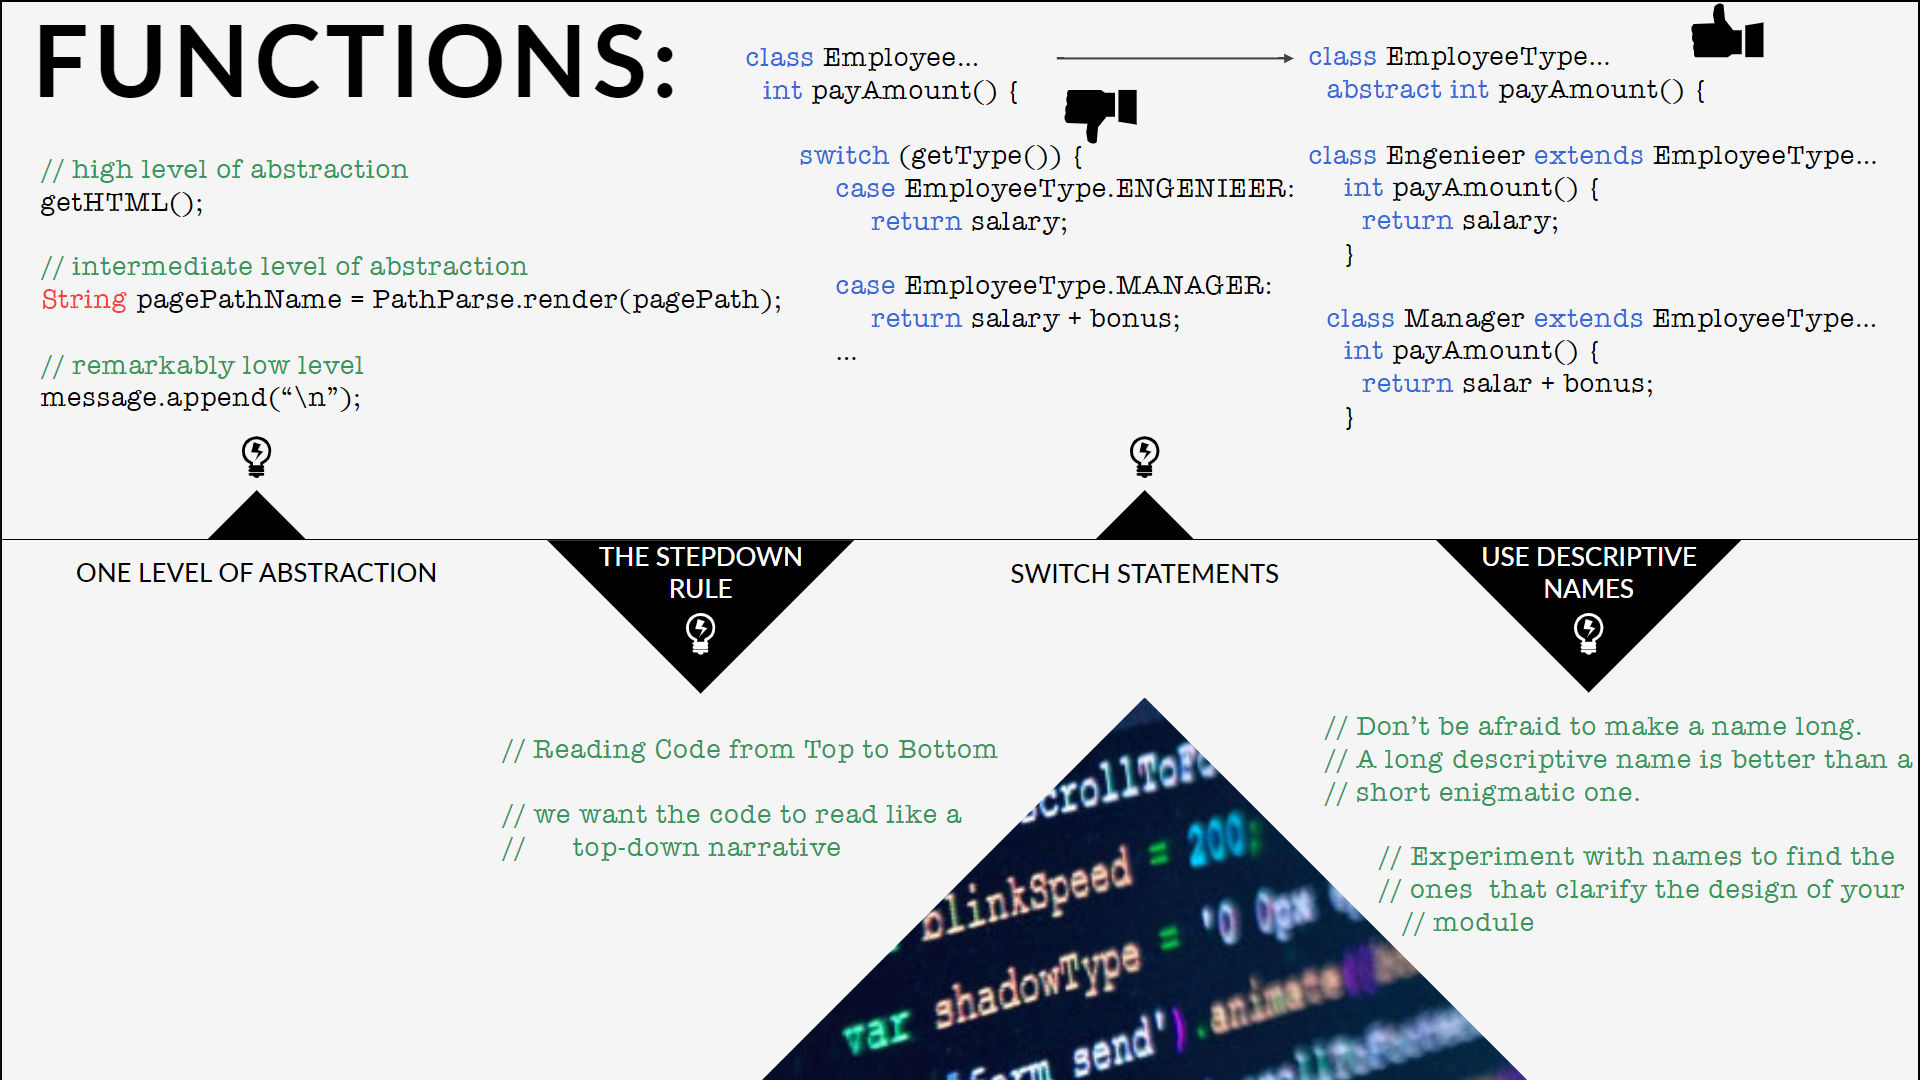 FUNCTIONS:
// high level of abstraction
getHTML();
// intermediate level of abstraction
String pagePathName = PathParse.render(pagePath);
// remarkably low level
message.append(“\n”);
class Employee...
int payAmount() {
switch (getType()) {
case EmployeeType.ENGENIEER:
return salary;
case EmployeeType.MANAGER:
return salary + bonus;
...
class EmployeeType...
abstract int payAmount() {
class Engenieer extends EmployeeType...
int payAmount() {
return salary;
}
class Manager extends EmployeeType...
int payAmount() {
return salar + bonus;
}
ONE LEVEL OF ABSTRACTION
THE STEPDOWN
RULE
SWITCH STATEMENTS
USE DESCRIPTIVE
NAMES
// Reading Code from Top to Bottom
// we want the code to read like a
// top-down narrative
// Don’t be afraid to make a name long.
// A long descriptive name is better than a
// short enigmatic one.
// Experiment with names to find the
// ones that clarify the design of your
// module
blinkSpeed = 200;
var shadowType = '0 0px
send').animate(